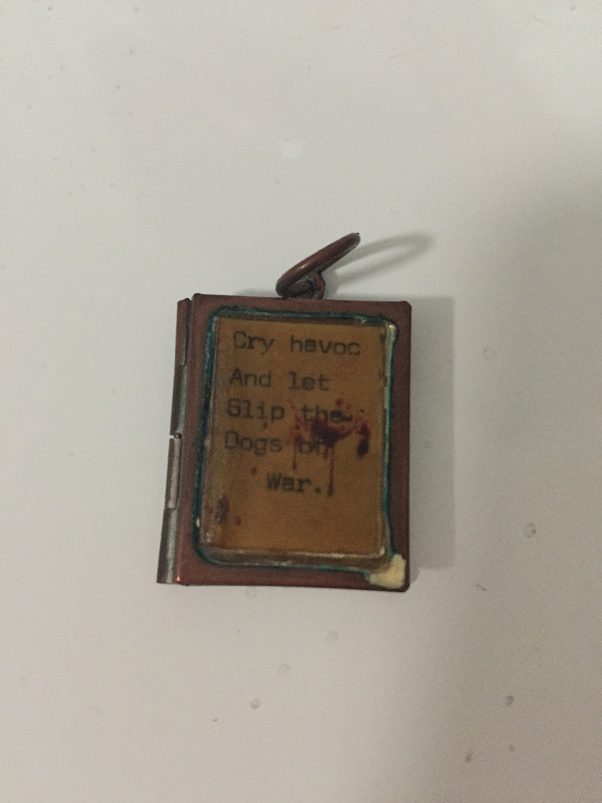 Cry havoc
And let
Slip the
Dogs of
War.